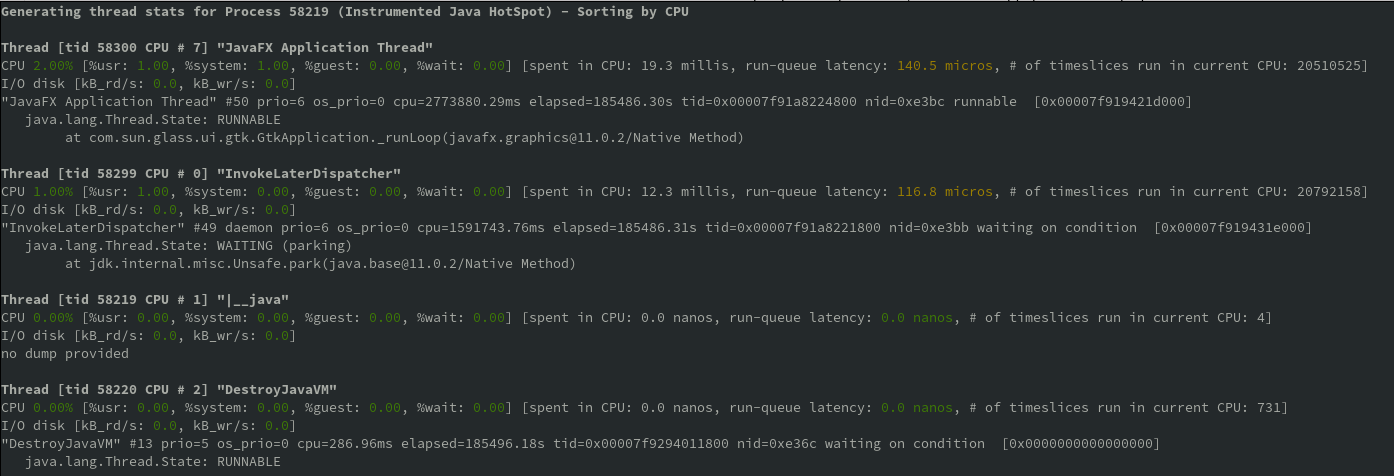 Generating thread stats for Process 58219 (Instrumented Java HotSpot) - Sorting by CPU
Thread [tid 58300 CPU # 7] "JavaFX Application Thread"
CPU 2.00% [%usr: 1.00, %system: 1.00, %guest: 0.00, %wait: 0.00] [spent in CPU: 19.3 millis, run-queue latency: 140.5 micros, # of timeslices run in current CPU: 20510525]
I/O disk [kB_rd/s: 0.0, kB_wr/s: 0.0]
"JavaFX Application Thread" #50 prio=6 os_prio=0 cpu=2773880.29ms elapsed=185486.30s tid=0x00007f91a8224800 nid=0xe3bc runnable  [0x00007f919421d000]
   java.lang.Thread.State: RUNNABLE
        at com.sun.glass.ui.gtk.GtkApplication._runLoop(javafx.graphics@11.0.2/Native Method)
Thread [tid 58299 CPU # 0] "InvokeLaterDispatcher"
CPU 1.00% [%usr: 1.00, %system: 0.00, %guest: 0.00, %wait: 0.00] [spent in CPU: 12.3 millis, run-queue latency: 116.8 micros, # of timeslices run in current CPU: 20792158]
I/O disk [kB_rd/s: 0.0, kB_wr/s: 0.0]
"InvokeLaterDispatcher" #49 daemon prio=6 os_prio=0 cpu=1591743.76ms elapsed=185486.31s tid=0x00007f91a8221800 nid=0xe3bb waiting on condition  [0x00007f919431e000]
   java.lang.Thread.State: WAITING (parking)
        at jdk.internal.misc.Unsafe.park(java.base@11.0.2/Native Method)
Thread [tid 58219 CPU # 1] "|__java"
CPU 0.00% [%usr: 0.00, %system: 0.00, %guest: 0.00, %wait: 0.00] [spent in CPU: 0.0 nanos, run-queue latency: 0.0 nanos, # of timeslices run in current CPU: 4]
I/O disk [kB_rd/s: 0.0, kB_wr/s: 0.0]
no dump provided
Thread [tid 58220 CPU # 2] "DestroyJavaVM"
CPU 0.00% [%usr: 0.00, %system: 0.00, %guest: 0.00, %wait: 0.00] [spent in CPU: 0.0 nanos, run-queue latency: 0.0 nanos, # of timeslices run in current CPU: 731]
I/O disk [kB_rd/s: 0.0, kB_wr/s: 0.0]
"DestroyJavaVM" #13 prio=5 os_prio=0 cpu=286.96ms elapsed=185496.18s tid=0x00007f9294011800 nid=0xe36c waiting on condition  [0x0000000000000000]
   java.lang.Thread.State: RUNNABLE